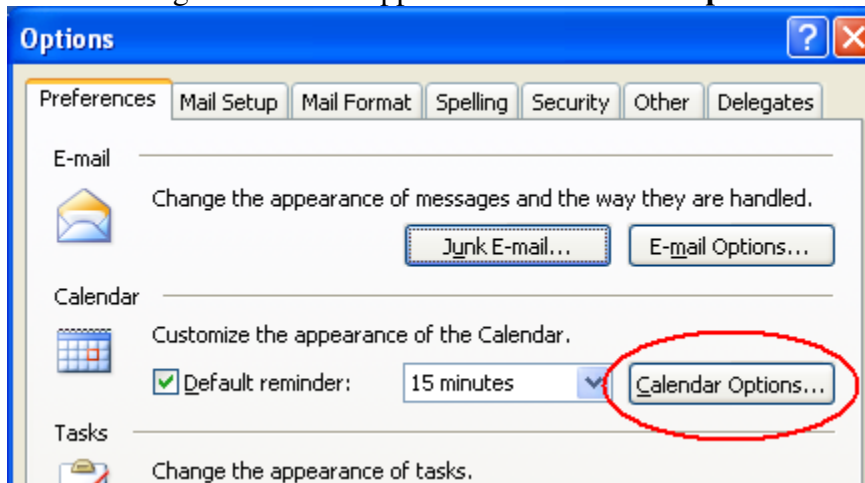 Options
Preferences Mail Setup Mail Format Spelling Security Other Delegates
E-mail
Change the appearance of messages and the way they are handled.
Junk E-mail... E-mail Options...
Calendar
Customize the appearance of the Calendar.
Default reminder: 15 minutes Calendar Options...
Tasks
Change the appearance of tasks.